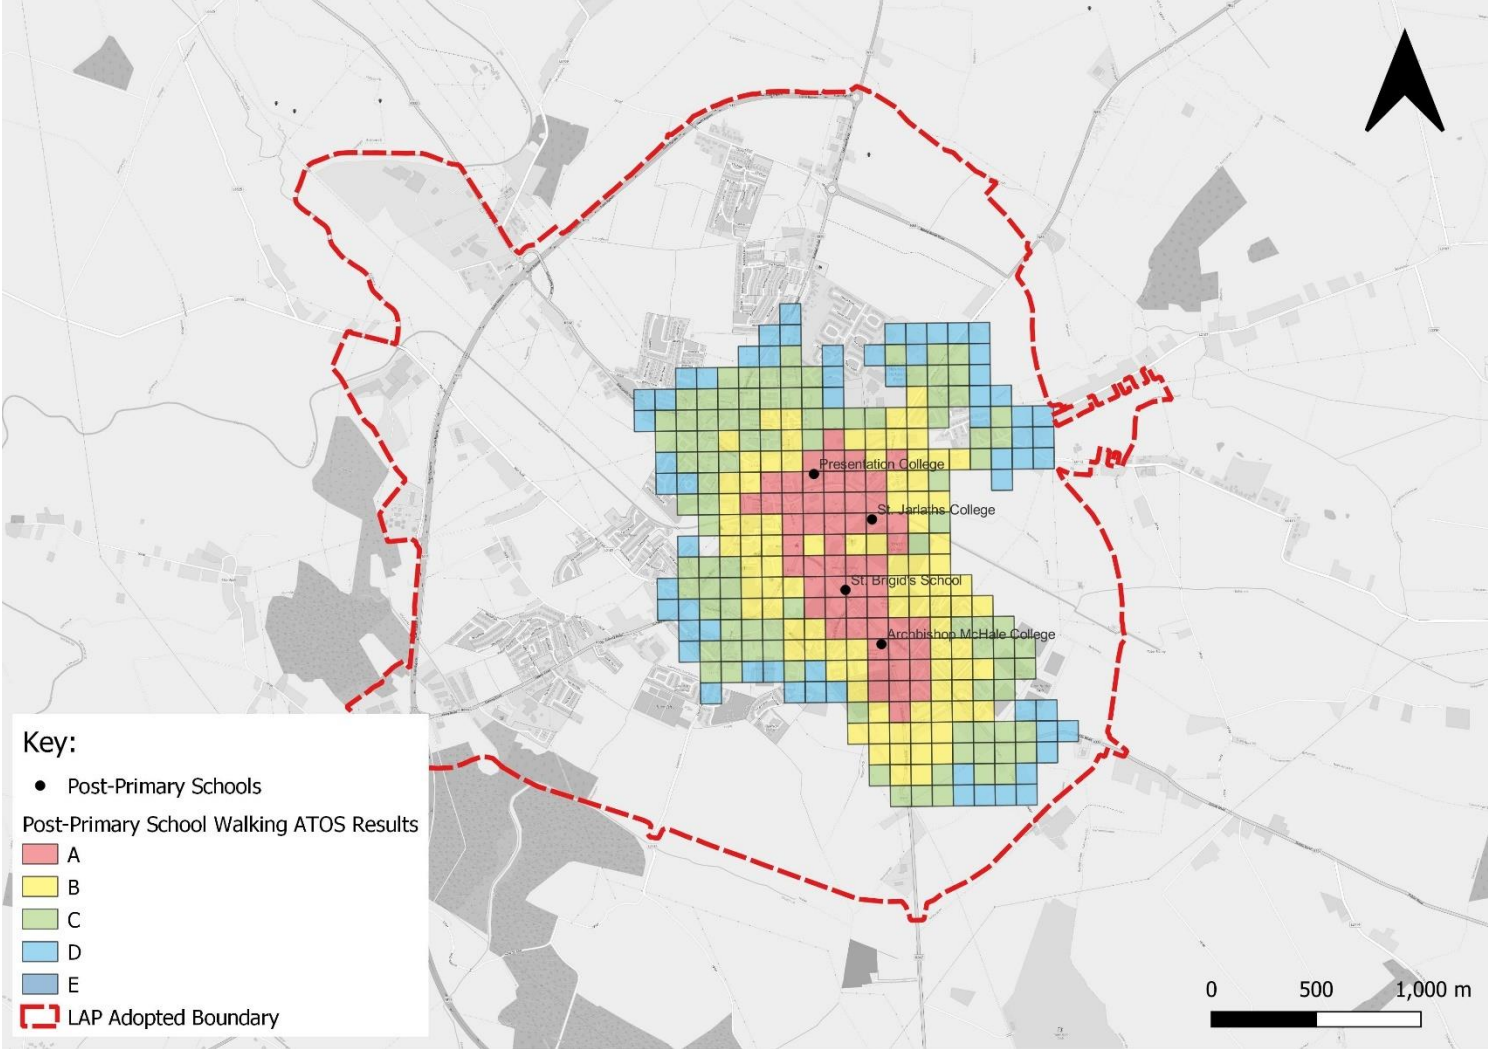 Presentation College
St. Jarlaths College
St. Brigid's School
Archbishop McHale College
Key:
Post-Primary Schools
Post-Primary School Walking ATOS Results
A
B
C
D
E
LAP Adopted Boundary
0 500 1,000 m